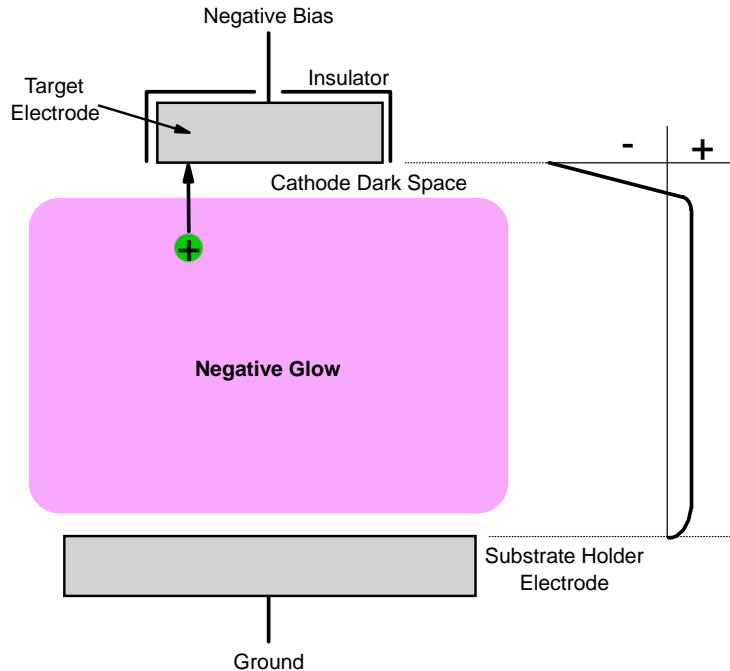 Negative Bias
Insulator
Target
Electrode
- +
Cathode Dark Space
+
Negative Glow
Substrate Holder
Electrode
Ground